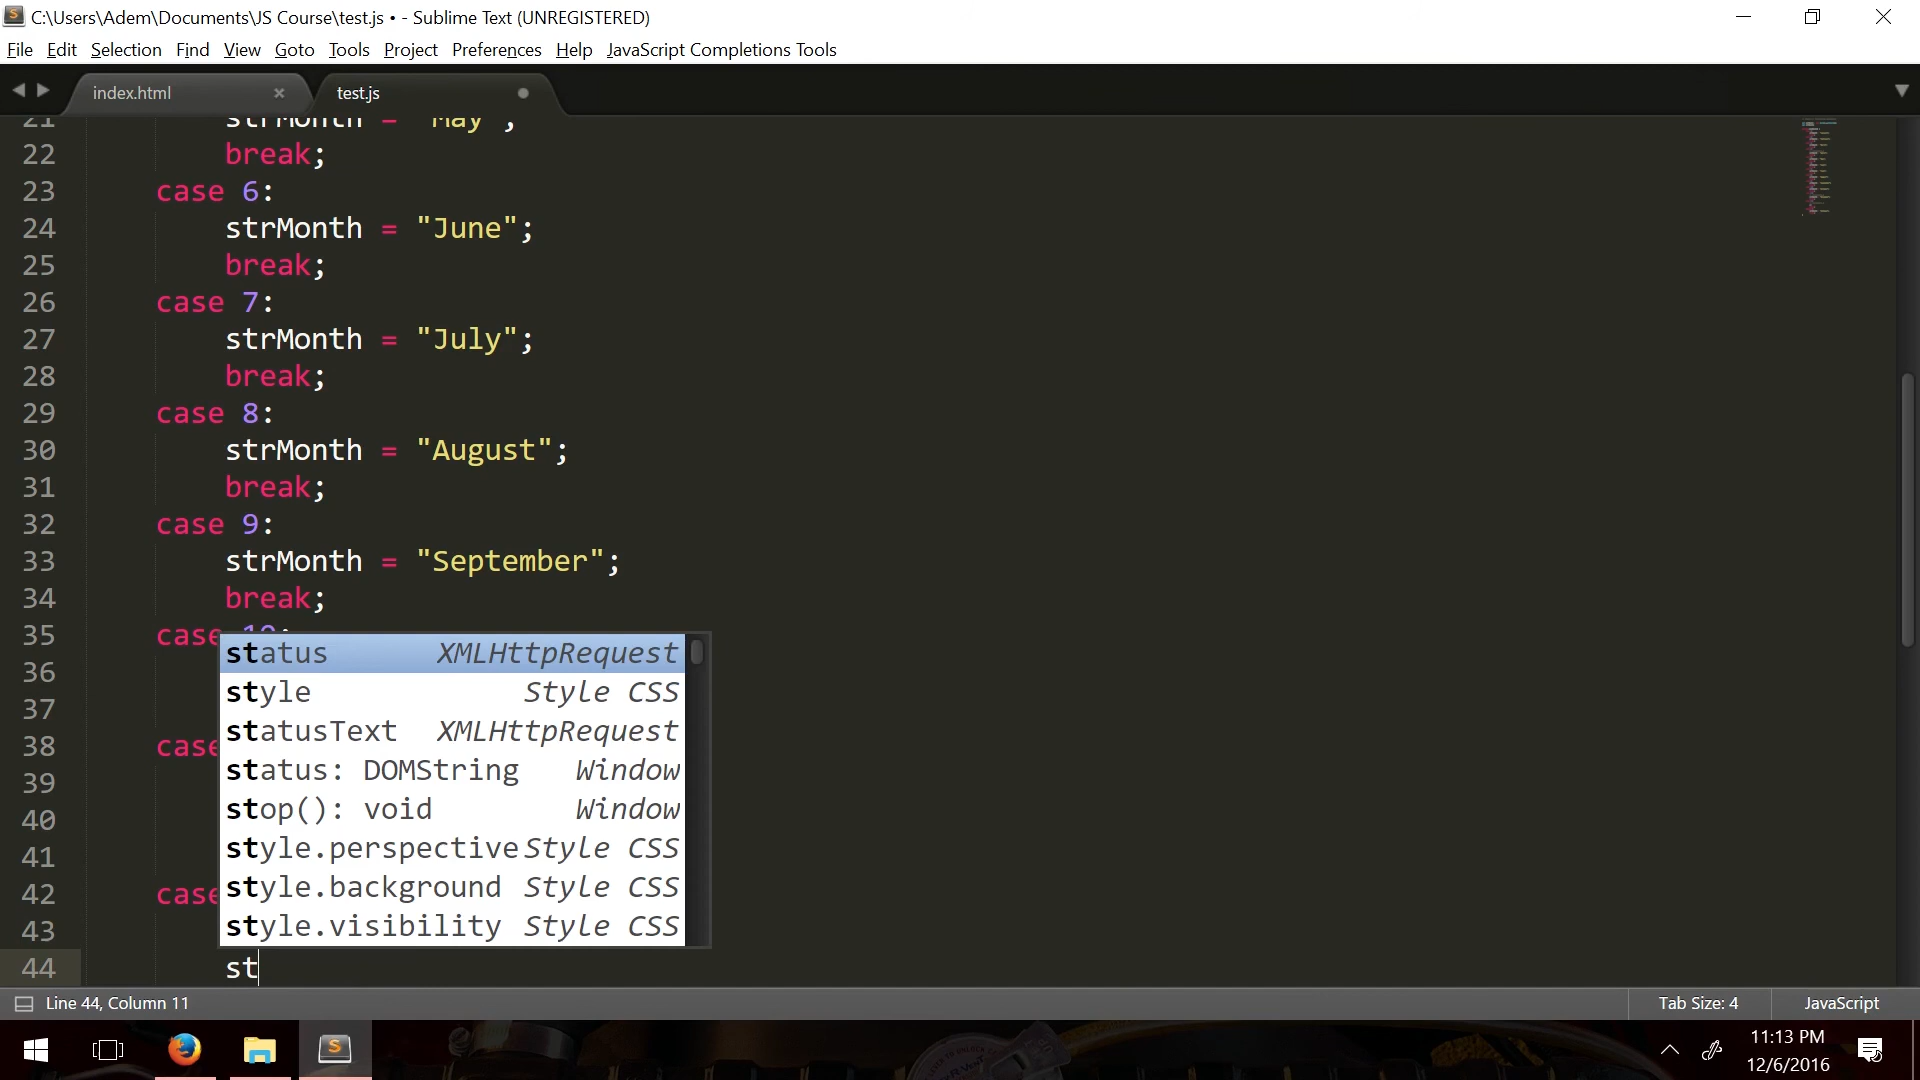 C:\Users\Adem\Documents\JS Course\test.js • - Sublime Text (UNREGISTERED)
File Edit Selection Find View Goto Tools Project Preferences Help JavaScript Completions Tools
index.html
test.js
21 strMonth = "May";
22 break;
23 case 6:
24 strMonth = "June";
25 break;
26 case 7:
27 strMonth = "July";
28 break;
29 case 8:
30 strMonth = "August";
31 break;
32 case 9:
33 strMonth = "September";
34 break;
35 case 10:
status XMLHttpRequest
36
style Style CSS
37
statusText XMLHttpRequest
38 case
status: DOMString Window
39
stop(): void Window
40
style.perspective Style CSS
41
style.background Style CSS
42 case
style.visibility Style CSS
43
44 st
Line 44, Column 11
Tab Size: 4
JavaScript
11:13 PM
12/6/2016